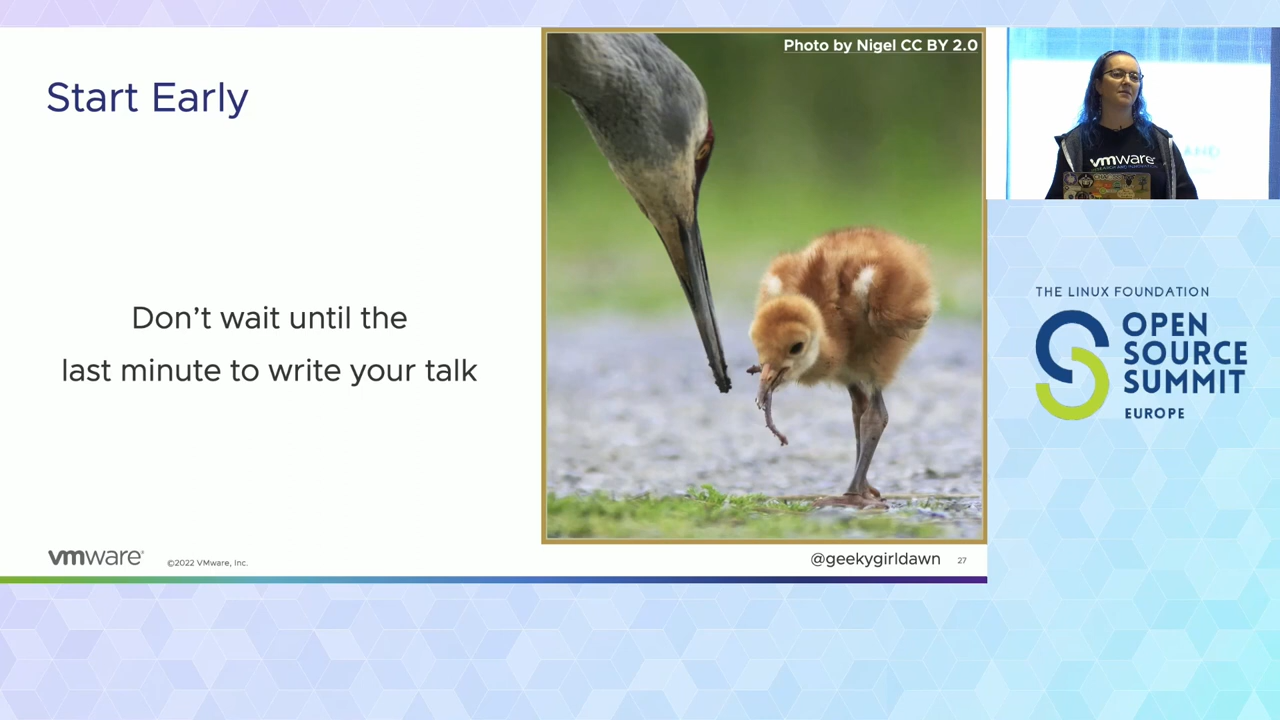 Start Early
Don't wait until the
last minute to write your talk
Photo by Nigel CC BY 2.0
vmware®
©2022 VMware, Inc.
@geekygirldawn
27
vmware
THE LINUX FOUNDATION
OPEN
SOURCE
SUMMIT
EUROPE